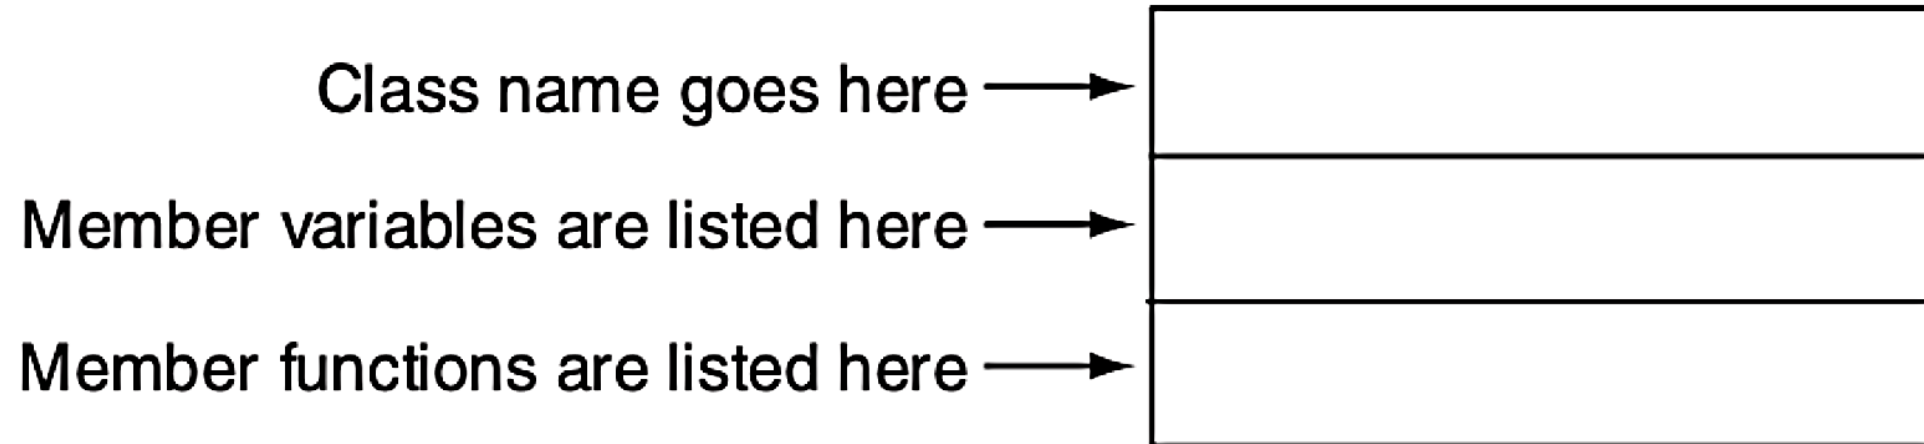 Class name goes here
Member variables are listed here
Member functions are listed here